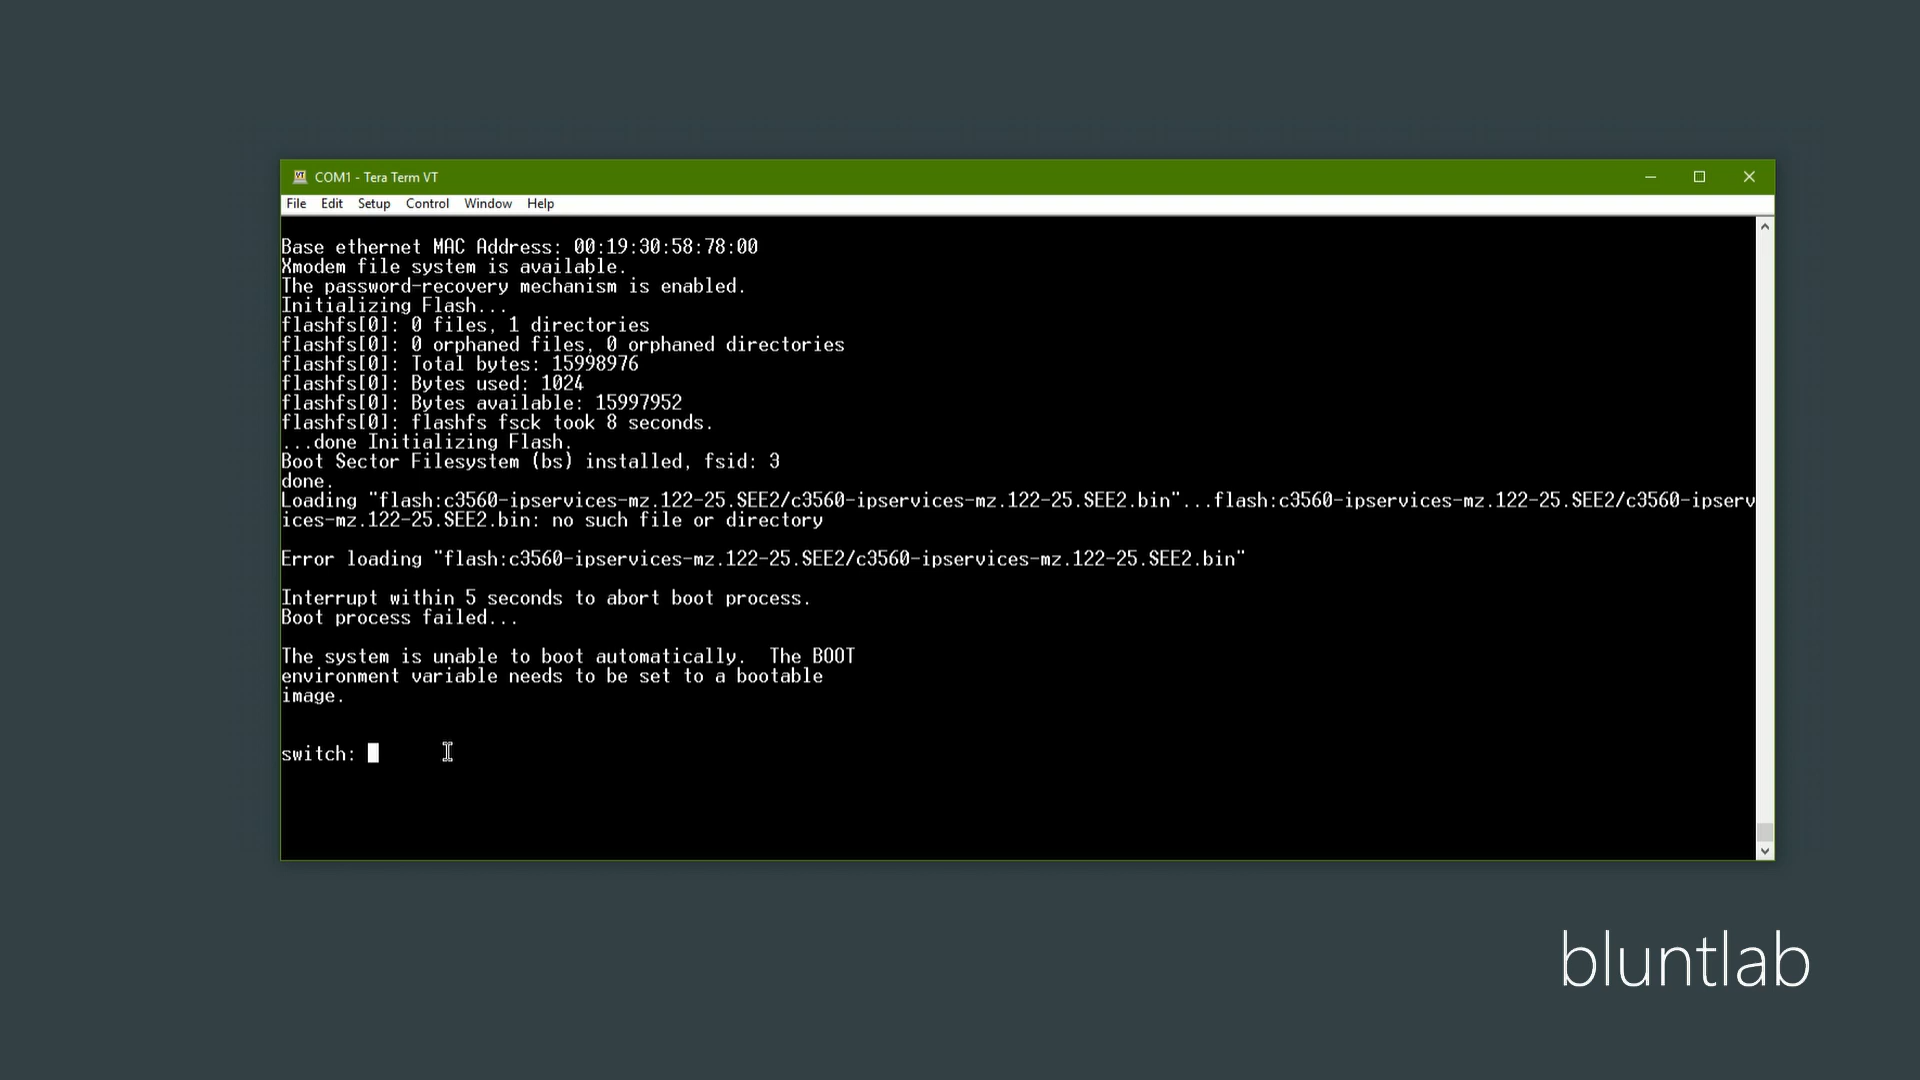 COM1 - Tera Term VT
File Edit Setup Control Window Help
Base ethernet MAC Address: 00:19:30:58:78:00
Xmodem file system is available.
The password-recovery mechanism is enabled.
Initializing Flash...
flashfs[0]: 0 files, 1 directories
flashfs[0]: 0 orphaned files, 0 orphaned directories
flashfs[0]: Total bytes: 15998976
flashfs[0]: Bytes used: 1024
flashfs[0]: Bytes available: 15997952
flashfs[0]: flashfs fsck took 8 seconds.
...done Initializing Flash.
Boot Sector Filesystem (bs) installed, fsid: 3
done.
Loading "flash:c3560-ipservices-mz.122-25.SEE2/c3560-ipservices-mz.122-25.SEE2.bin"...flash:c3560-ipservices-mz.122-25.SEE2/c3560-ipserv
ices-mz.122-25.SEE2.bin: no such file or directory
Error loading "flash:c3560-ipservices-mz.122-25.SEE2/c3560-ipservices-mz.122-25.SEE2.bin"
Interrupt within 5 seconds to abort boot process.
Boot process failed...
The system is unable to boot automatically.  The BOOT
environment variable needs to be set to a bootable
image.
switch:
bluntlab